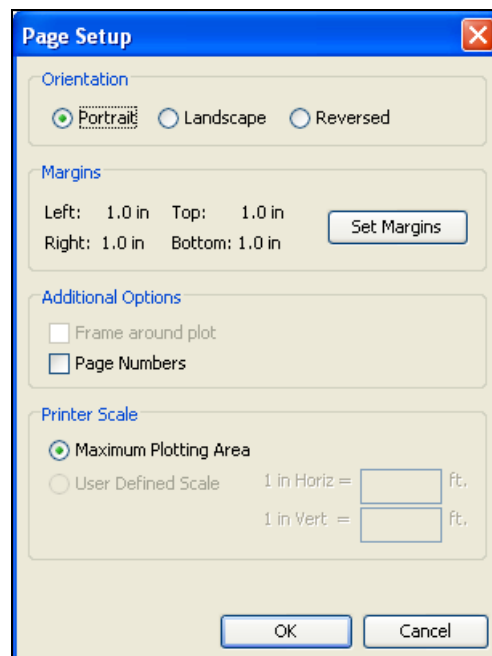 Page Setup
Orientation
Portrait Landscape Reversed
Margins
Left: 1.0 in Top: 1.0 in
Right: 1.0 in Bottom: 1.0 in
Set Margins
Additional Options
Frame around plot
Page Numbers
Printer Scale
Maximum Plotting Area
User Defined Scale 1 in Horiz = ft.
1 in Vert = ft.
OK Cancel